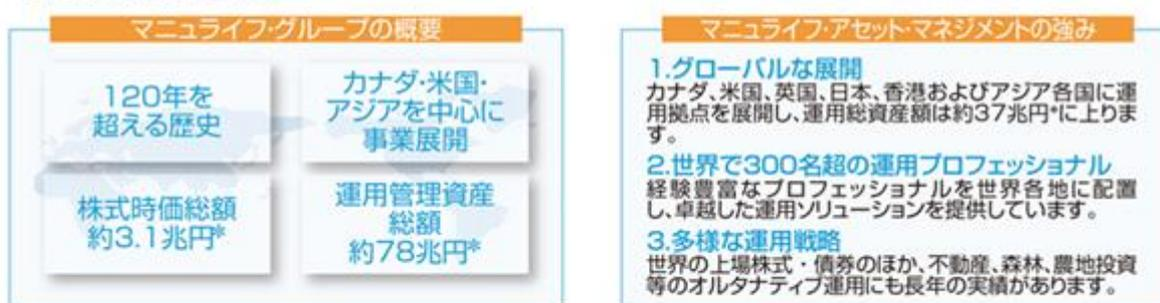 マニュライフ・グループの概要
120年を
超える歴史
カナダ・米国・
アジアを中心に
事業展開
株式時価総額
約3.1兆円*
運用管理資産
総額
約78兆円*
マニュライフ・アセット・マネジメントの強み
1.グローバルな展開
カナダ、米国、英国、日本、香港およびアジア各国に運
用拠点を展開し、運用総資産額は約37兆円*に上りま
す。
2.世界で300名超の運用プロフェッショナル
経験豊富なプロフェッショナルを世界各地に配置
し、卓越した運用ソリューションを提供しています。
3.多様な運用戦略
世界の上場株式・債券のほか、不動産、森林、農地投資
等のオルタナティブ運用にも長年の実績があります。